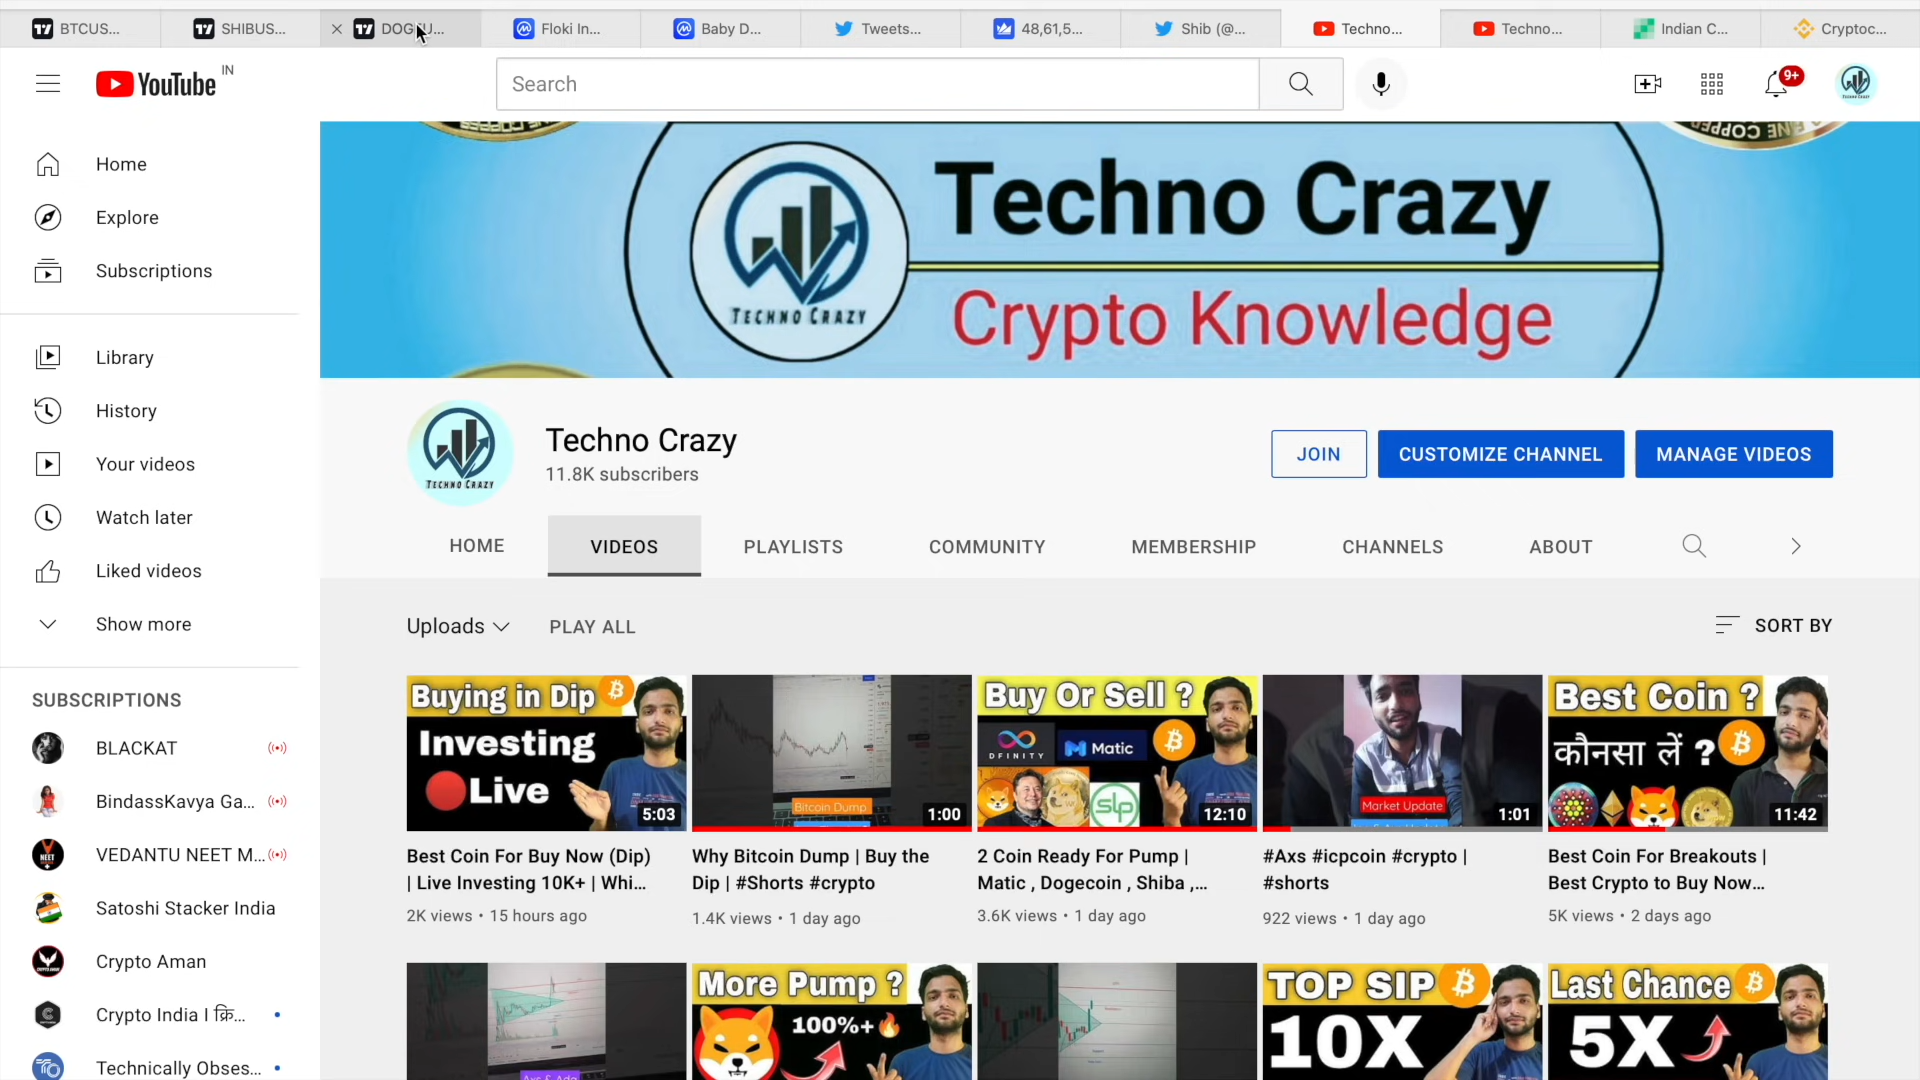 BTCUS...
SHIBUS...
Floki In...
Baby D...
Tweets...
48,61,5...
Shib (@...
Techno...
Techno...
Indian C...
Cryptoc...
YouTube IN
Search
9+
Home
Explore
Subscriptions
Library
History
Your videos
Watch later
Liked videos
Show more
SUBSCRIPTIONS
BLACKAT
BindassKavya Ga...
VEDANTU NEET M...
Satoshi Stacker India
Crypto Aman
Crypto India I क्रि...
Technically Obses...
Techno Crazy
Crypto Knowledge
TECHNO CRAZY
TECHNO CRAZY
Techno Crazy
11.8K subscribers
JOIN
CUSTOMIZE CHANNEL
MANAGE VIDEOS
HOME
VIDEOS
PLAYLISTS
COMMUNITY
MEMBERSHIP
CHANNELS
ABOUT
Uploads
PLAY ALL
SORT BY
Buying in Dip
Investing
Live
5:03
Best Coin For Buy Now (Dip)
| Live Investing 10K+ | Whi...
2K views • 15 hours ago
Bitcoin Dump
1:00
Why Bitcoin Dump | Buy the
Dip | #Shorts #crypto
1.4K views • 1 day ago
Buy Or Sell ?
DFINITY
Matic
slp
12:10
2 Coin Ready For Pump |
Matic , Dogecoin , Shiba ,...
3.6K views • 1 day ago
Market Update
1:01
#Axs #icpcoin #crypto |
#shorts
922 views • 1 day ago
Best Coin ?
कौनसा लें ?
11:42
Best Coin For Breakouts |
Best Crypto to Buy Now...
5K views • 2 days ago
Axs & Ada
More Pump ?
100%+
TOP SIP
10X
Last Chance
5X